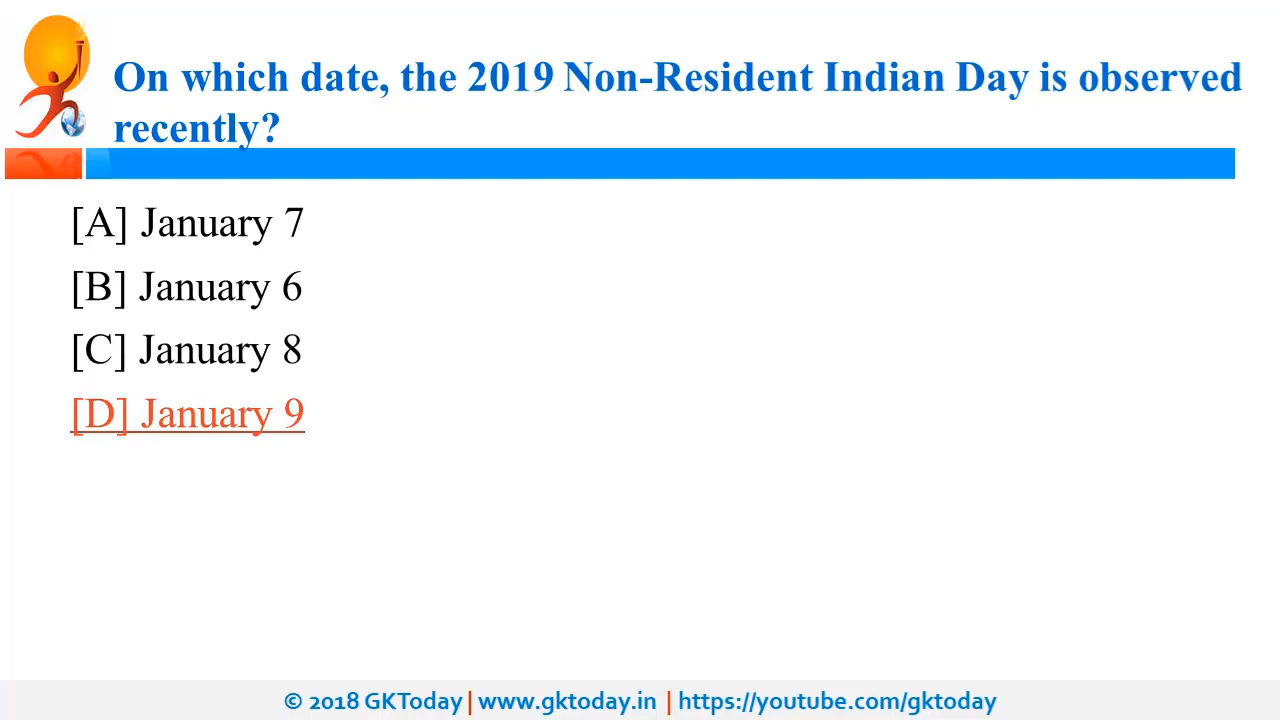 On which date, the 2019 Non-Resident Indian Day is observed
recently?
[A] January 7
[B] January 6
[C] January 8
[D] January 9
© 2018 GKToday | www.gktoday.in | https://youtube.com/gktoday